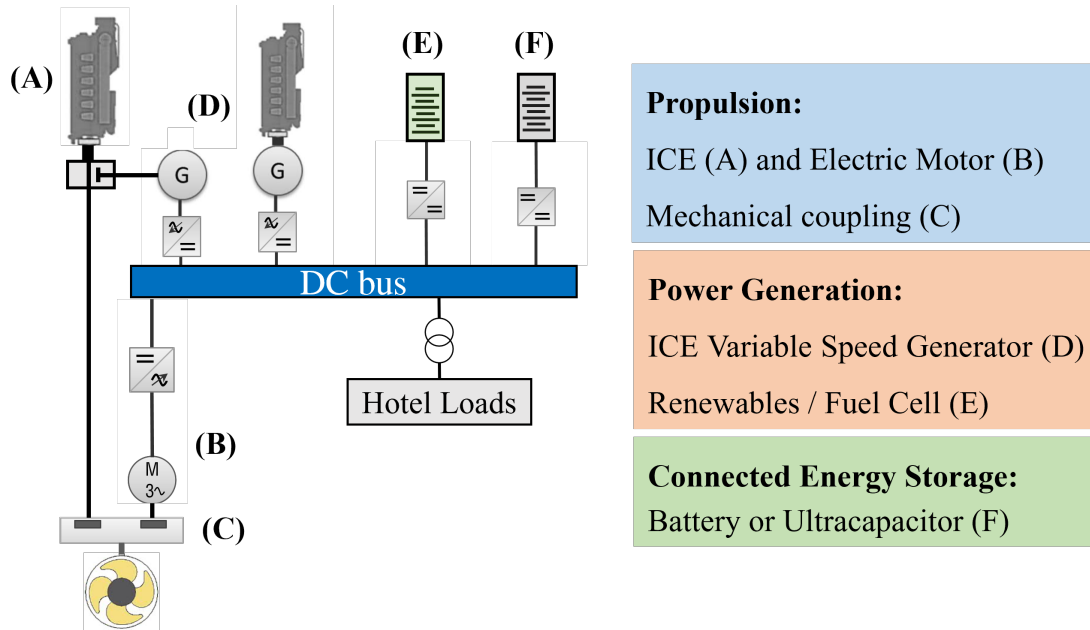 (A)
(D)
(E)
(F)
G
G
DC bus
Hotel Loads
(B)
M
3~
(C)
Propulsion:
ICE (A) and Electric Motor (B)
Mechanical coupling (C)
Power Generation:
ICE Variable Speed Generator (D)
Renewables / Fuel Cell (E)
Connected Energy Storage:
Battery or Ultracapacitor (F)